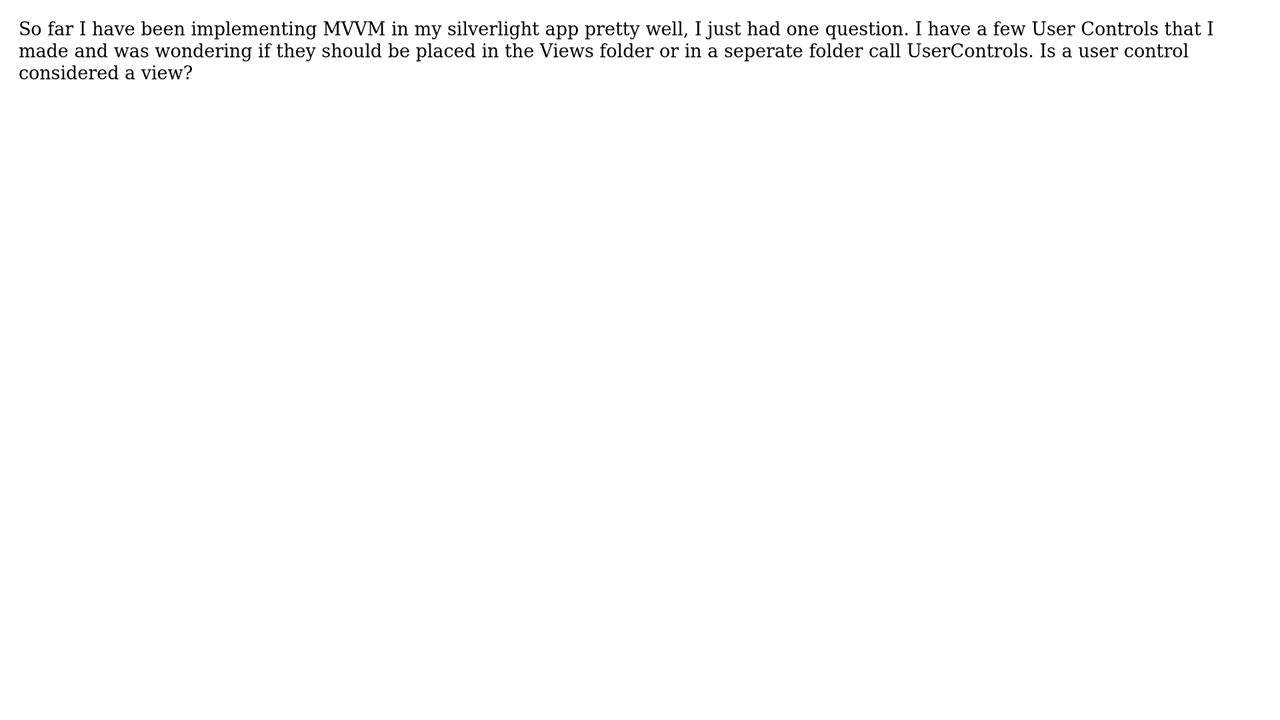 So far I have been implementing MVVM in my silverlight app pretty well, I just had one question. I have a few User Controls that I
made and was wondering if they should be placed in the Views folder or in a seperate folder call UserControls. Is a user control
considered a view?